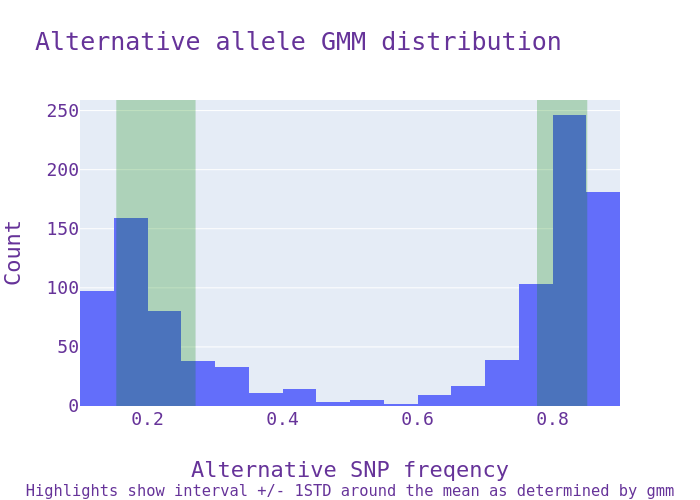 Alternative allele GMM distribution
250
200
150
100
50
0
Count
0.2
0.4
0.6
0.8
Alternative SNP freqency
Highlights show interval +/- 1STD around the mean as determined by gmm